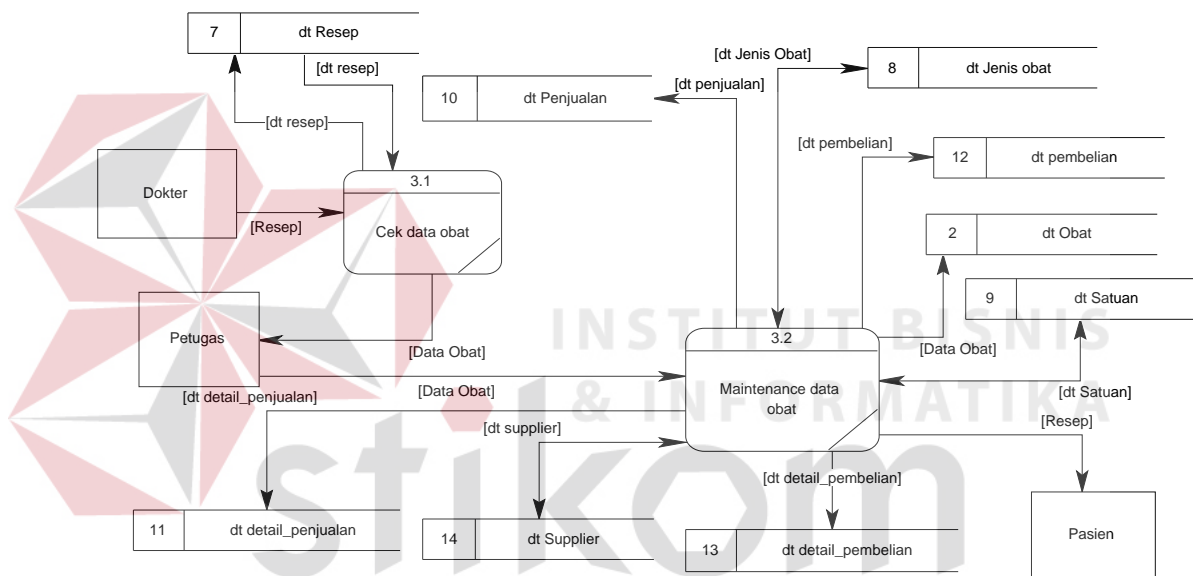 7 dt Resep
[dt resep]
[dt Jenis Obat]
8 dt Jenis obat
[dt penjualan]
10 dt Penjualan
[dt resep]
[dt pembelian]
12 dt pembelian
Dokter
3.1
Cek data obat
[Resep]
2 dt Obat
9 dt Satuan
INSTITUT BISNIS
& INFORMATIKA
stikom
Petugas
[Data Obat]
3.2
Maintenance data
obat
[Data Obat]
[dt detail_penjualan]
[Data Obat]
[dt Satuan]
[Resep]
[dt supplier]
[dt detail_pembelian]
11 dt detail_penjualan
14 dt Supplier
13 dt detail_pembelian
Pasien